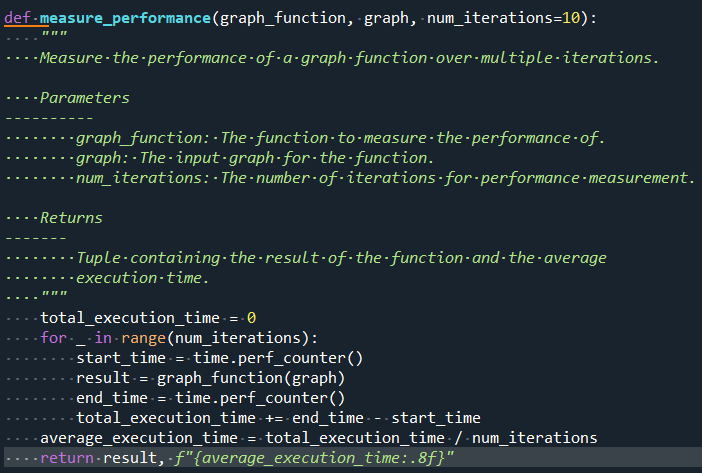 def measure_performance(graph_function, graph, num_iterations=10):
    """
    Measure the performance of a graph function over multiple iterations.

    Parameters
----------
        graph_function: The function to measure the performance of.
        graph: The input graph for the function.
        num_iterations: The number of iterations for performance measurement.

    Returns
-------
        Tuple containing the result of the function and the average
        execution time.
    """
    total_execution_time = 0
    for _ in range(num_iterations):
        start_time = time.perf_counter()
        result = graph_function(graph)
        end_time = time.perf_counter()
        total_execution_time += end_time - start_time
    average_execution_time = total_execution_time / num_iterations
    return result, f"{average_execution_time:.8f}"